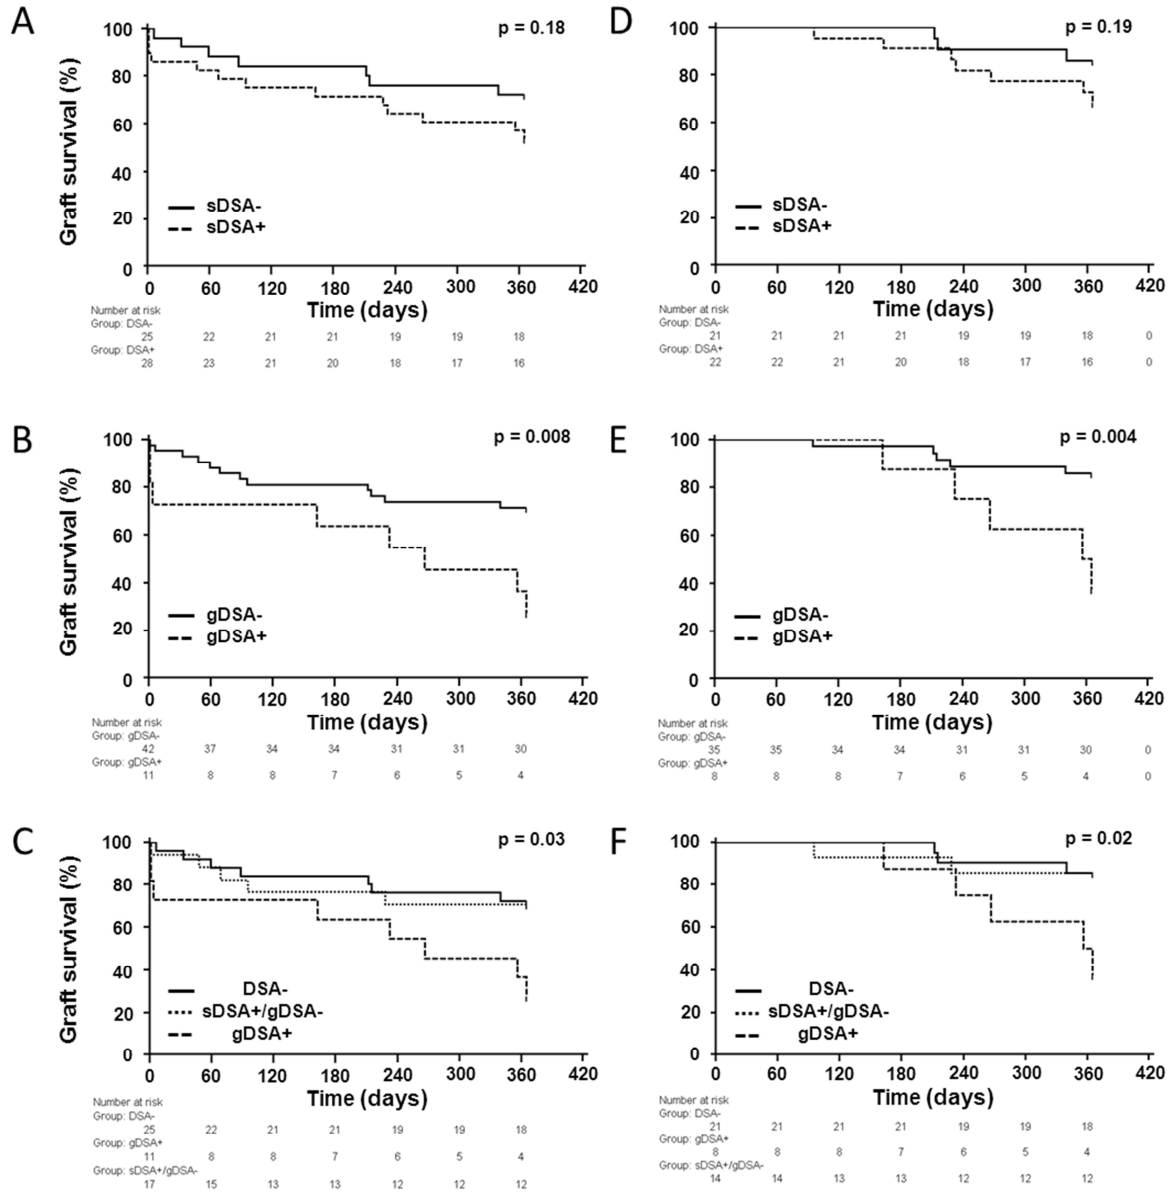 A
p = 0.18
Graft survival (%)
100
80
60
40
20
0
sDSA-
sDSA+
0 60 120 180 240 300 360 420
Time (days)
Number at risk
Group: DSA-
25 22 21 21 19 19 18
Group: DSA+
28 23 21 20 18 17 16
D
p = 0.19
100
80
60
40
20
0
sDSA-
sDSA+
0 60 120 180 240 300 360 420
Time (days)
Number at risk
Group: DSA-
21 21 21 21 19 19 18 0
Group: DSA+
22 22 21 20 18 17 16 0
B
p = 0.008
Graft survival (%)
100
80
60
40
20
0
gDSA-
gDSA+
0 60 120 180 240 300 360 420
Time (days)
Number at risk
Group: gDSA-
42 37 34 34 31 31 30
Group: gDSA+
11 8 8 7 6 5 4
E
p = 0.004
100
80
60
40
20
0
gDSA-
gDSA+
0 60 120 180 240 300 360 420
Time (days)
Number at risk
Group: gDSA-
35 35 34 34 31 31 30 0
Group: gDSA+
8 8 8 7 6 5 4 0
C
p = 0.03
Graft survival (%)
100
80
60
40
20
0
DSA-
sDSA+/gDSA-
gDSA+
0 60 120 180 240 300 360 420
Time (days)
Number at risk
Group: DSA-
25 22 21 21 19 19 18
Group: gDSA+
11 8 8 7 6 5 4
Group: sDSA+/gDSA-
17 15 13 13 12 12 12
F
p = 0.02
100
80
60
40
20
0
DSA-
sDSA+/gDSA-
gDSA+
0 60 120 180 240 300 360 420
Time (days)
Number at risk
Group: DSA-
21 21 21 21 19 19 18
Group: gDSA+
8 8 8 7 6 5 4
Group: sDSA+/gDSA-
14 14 13 13 12 12 12